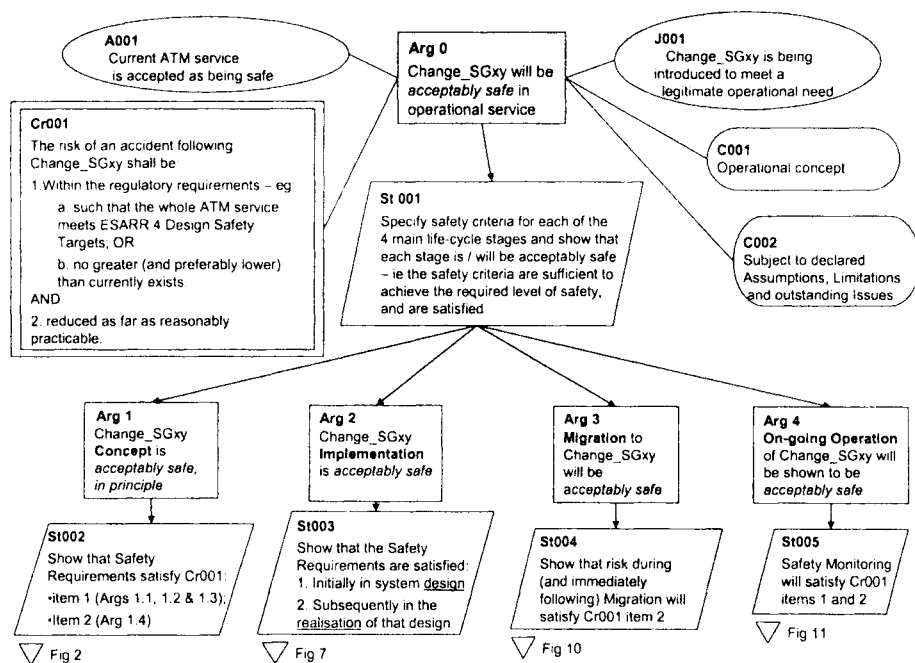 A001
Current ATM service
is accepted as being safe
Arg 0
Change_SGxy will be
acceptably safe in
operational service
J001
Change_SGxy is being
introduced to meet a
legitimate operational need
Cr001
The risk of an accident following
Change_SGxy shall be
1.Within the regulatory requirements – eg
a. such that the whole ATM service
meets ESARR 4 Design Safety
Targets; OR
b. no greater (and preferably lower)
than currently exists
AND
2. reduced as far as reasonably
practicable.
C001
Operational concept
St 001
Specify safety criteria for each of the
4 main life-cycle stages and show that
each stage is / will be acceptably safe
– ie the safety criteria are sufficient to
achieve the required level of safety,
and are satisfied
C002
Subject to declared
Assumptions, Limitations
and outstanding Issues
Arg 1
Change_SGxy
Concept is
acceptably safe,
in principle
Arg 2
Change_SGxy
Implementation
is acceptably safe
Arg 3
Migration to
Change_SGxy
will be
acceptably safe
Arg 4
On-going Operation
of Change_SGxy will
be shown to be
acceptably safe
St002
Show that Safety
Requirements satisfy Cr001:
•item 1 (Args 1.1, 1.2 & 1.3);
•Item 2 (Arg 1.4)
St003
Show that the Safety
Requirements are satisfied:
1. Initially in system design
2. Subsequently in the
realisation of that design
St004
Show that risk during
(and immediately
following) Migration will
satisfy Cr001 item 2
St005
Safety Monitoring
will satisfy Cr001
items 1 and 2
Fig 2
Fig 7
Fig 10
Fig 11